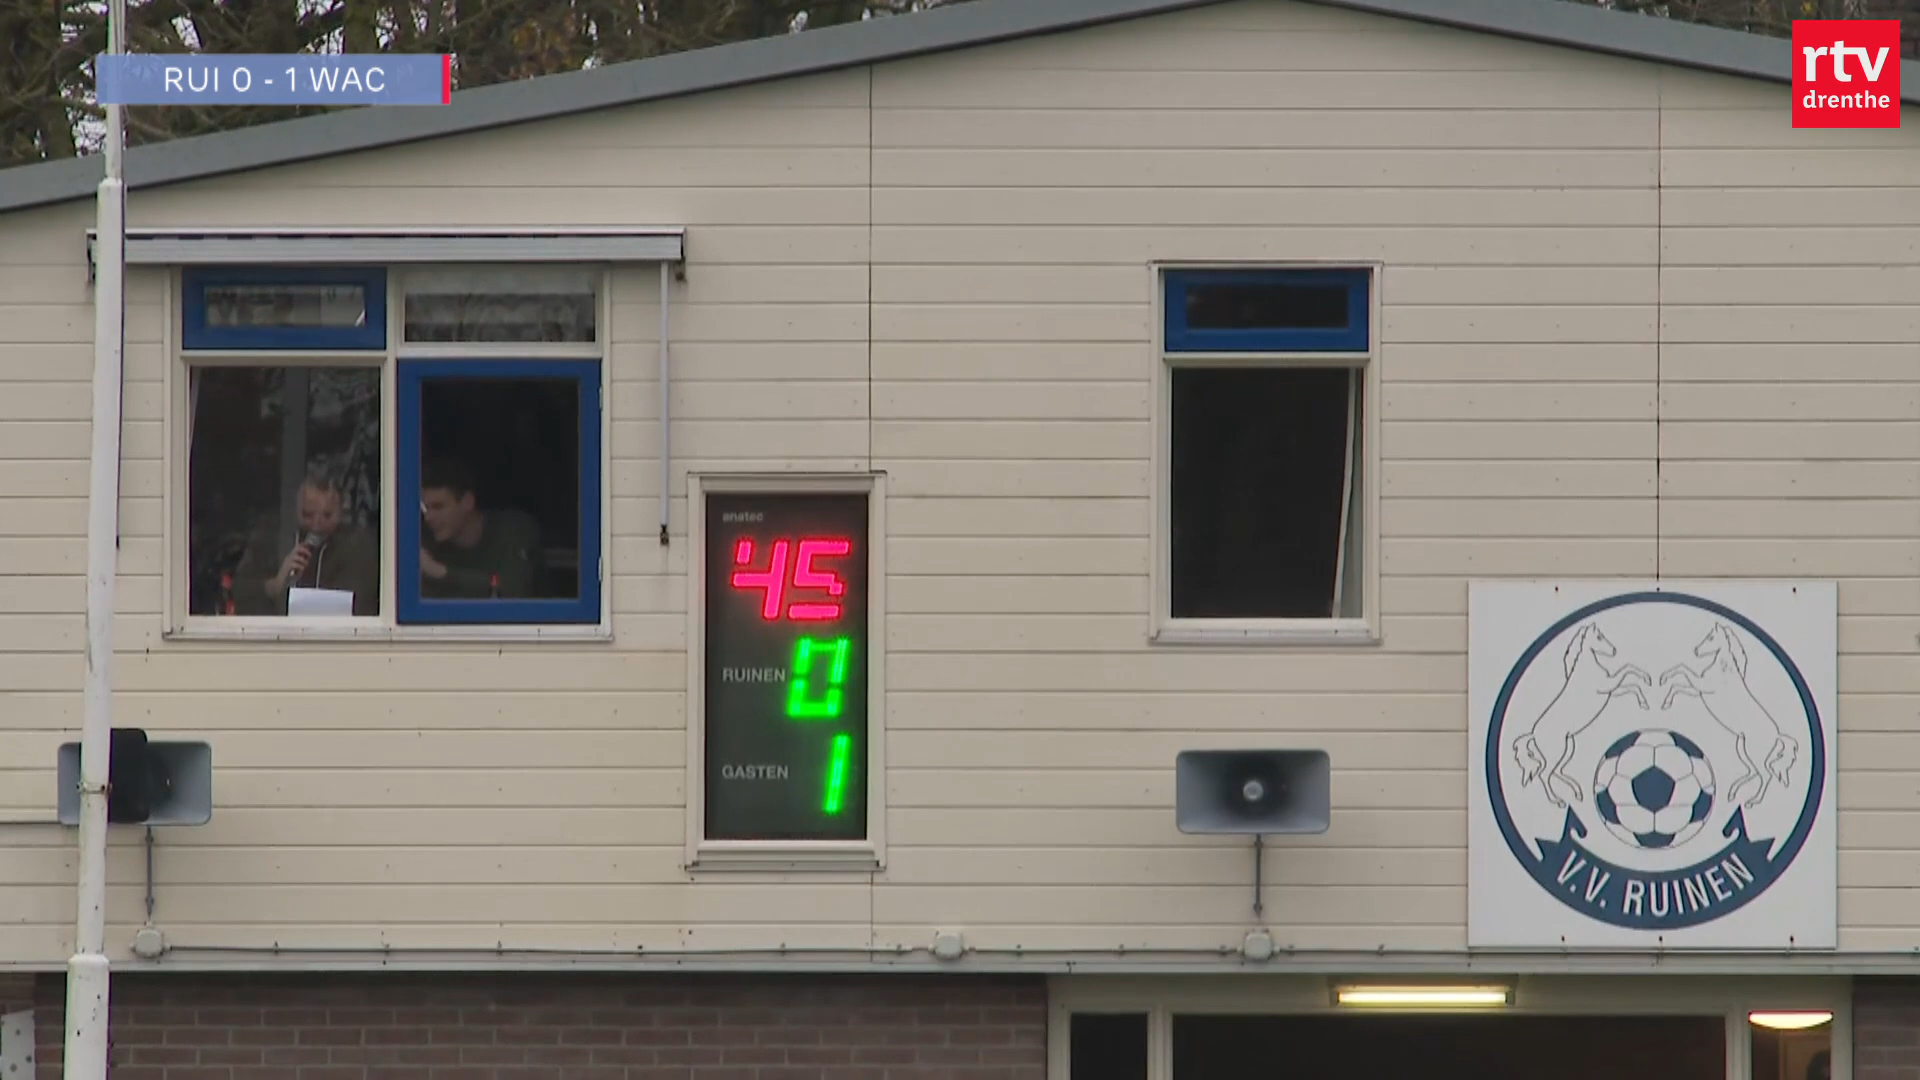 RUI 0 - 1 WAC
rtv
drenthe
anatec
45
RUINEN 0
GASTEN 1
V.V. RUINEN